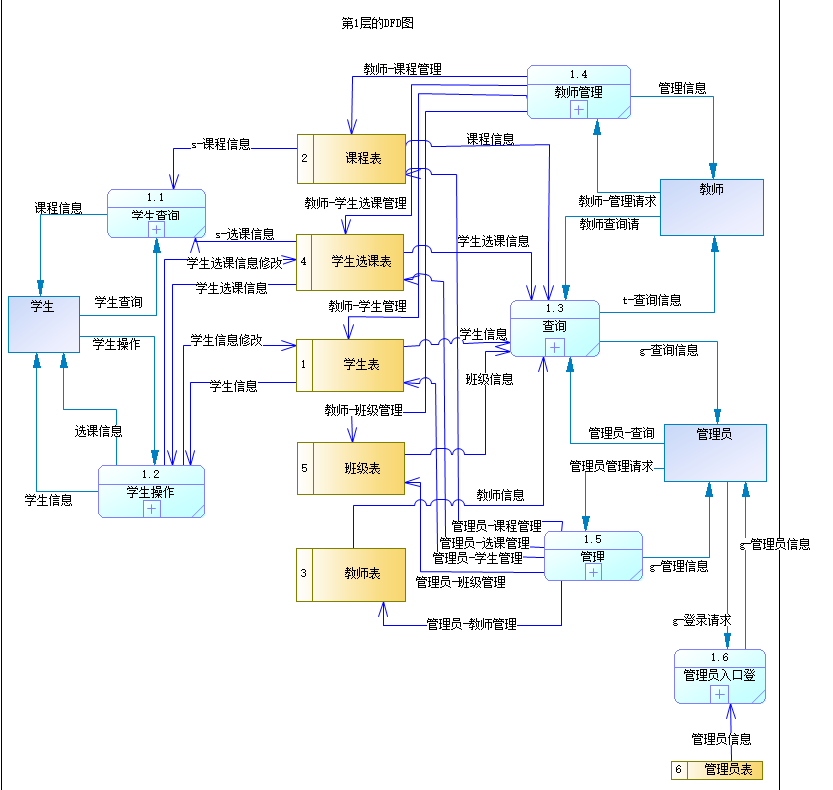 第1层的DFD图
教师-课程管理
1.4
教师管理
管理信息
s-课程信息
2
课程表
课程信息
教师
1.1
学生查询
课程信息
教师-学生选课管理
教师-管理请求
教师查询请
s-选课信息
学生选课信息
4
学生选课表
学生选课信息修改
学生选课信息
学生
学生查询
教师-学生管理
1.3
查询
t-查询信息
学生操作
学生信息修改
学生信息
g-查询信息
1
学生表
学生信息
班级信息
教师-班级管理
选课信息
管理员-查询
管理员
5
班级表
管理员管理请求
1.2
学生操作
学生信息
教师信息
管理员-课程管理
管理员-选课管理
管理员-学生管理
管理员-班级管理
1.5
管理
g-管理员信息
g-管理信息
3
教师表
管理员-教师管理
g-登录请求
1.6
管理员入口登
管理员信息
6
管理员表